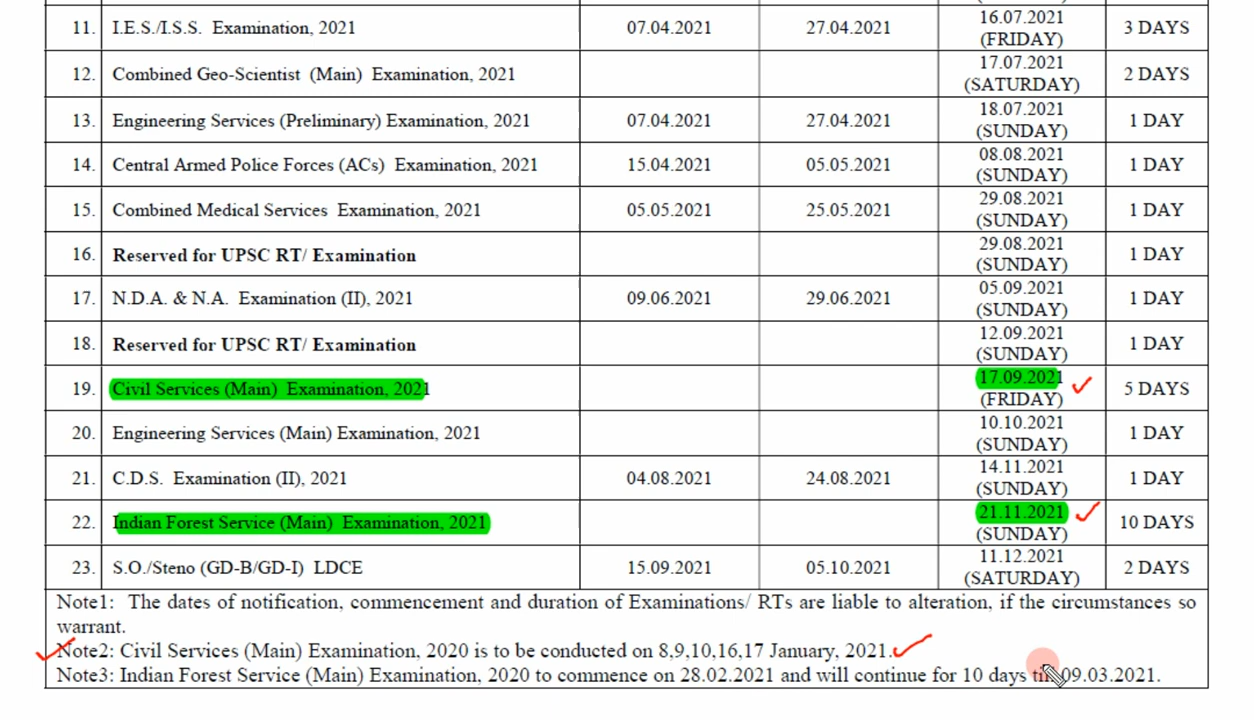 11. I.E.S./I.S.S. Examination, 2021 07.04.2021 27.04.2021 16.07.2021 (FRIDAY) 3 DAYS
12. Combined Geo-Scientist (Main) Examination, 2021 17.07.2021 (SATURDAY) 2 DAYS
13. Engineering Services (Preliminary) Examination, 2021 07.04.2021 27.04.2021 18.07.2021 (SUNDAY) 1 DAY
14. Central Armed Police Forces (ACs) Examination, 2021 15.04.2021 05.05.2021 08.08.2021 (SUNDAY) 1 DAY
15. Combined Medical Services Examination, 2021 05.05.2021 25.05.2021 29.08.2021 (SUNDAY) 1 DAY
16. Reserved for UPSC RT/ Examination 29.08.2021 (SUNDAY) 1 DAY
17. N.D.A. & N.A. Examination (II), 2021 09.06.2021 29.06.2021 05.09.2021 (SUNDAY) 1 DAY
18. Reserved for UPSC RT/ Examination 12.09.2021 (SUNDAY) 1 DAY
19. Civil Services (Main) Examination, 2021 17.09.2021 (FRIDAY) 5 DAYS
20. Engineering Services (Main) Examination, 2021 10.10.2021 (SUNDAY) 1 DAY
21. C.D.S. Examination (II), 2021 04.08.2021 24.08.2021 14.11.2021 (SUNDAY) 1 DAY
22. Indian Forest Service (Main) Examination, 2021 21.11.2021 (SUNDAY) 10 DAYS
23. S.O./Steno (GD-B/GD-I) LDCE 15.09.2021 05.10.2021 11.12.2021 (SATURDAY) 2 DAYS
Note1: The dates of notification, commencement and duration of Examinations/ RTs are liable to alteration, if the circumstances so
warrant.
Note2: Civil Services (Main) Examination, 2020 is to be conducted on 8,9,10,16,17 January, 2021.
Note3: Indian Forest Service (Main) Examination, 2020 to commence on 28.02.2021 and will continue for 10 days till 09.03.2021.